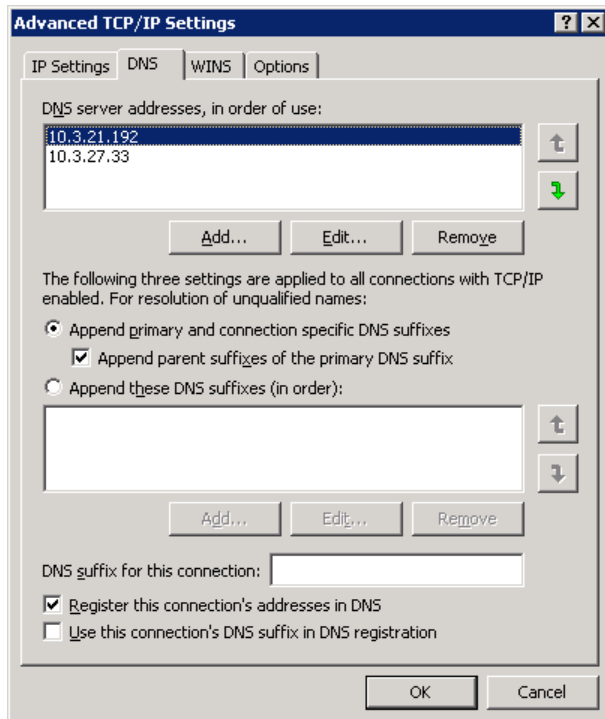 Advanced TCP/IP Settings
IP Settings DNS WINS Options
DNS server addresses, in order of use:
10.3.21.192
10.3.27.33
Add... Edit... Remove
The following three settings are applied to all connections with TCP/IP
enabled. For resolution of unqualified names:
Append primary and connection specific DNS suffixes
Append parent suffixes of the primary DNS suffix
Append these DNS suffixes (in order):
Add... Edit... Remove
DNS suffix for this connection:
Register this connection's addresses in DNS
Use this connection's DNS suffix in DNS registration
OK Cancel